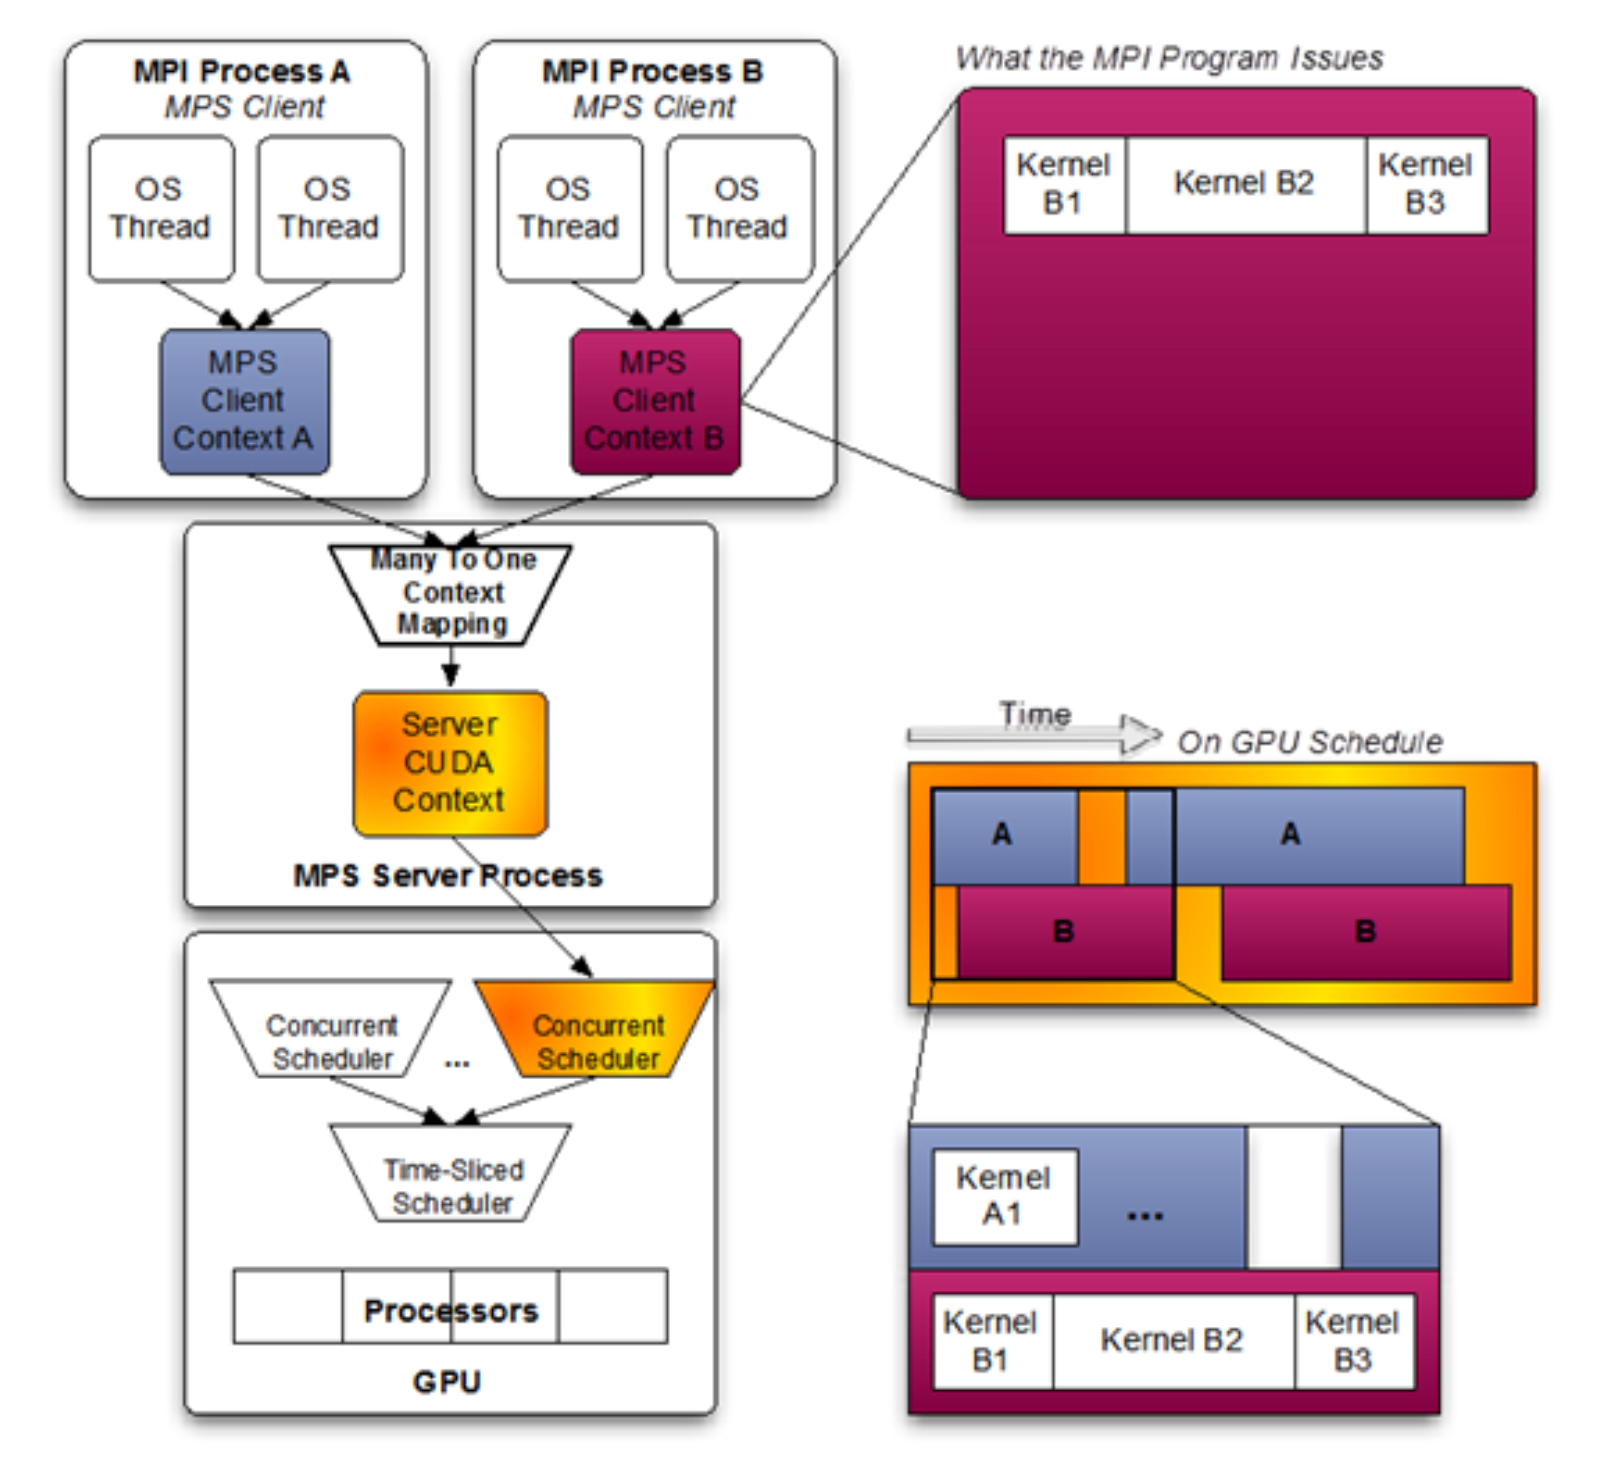 MPI Process A
MPS Client
OS
Thread
OS
Thread
MPS
Client
Context A
MPI Process B
MPS Client
OS
Thread
OS
Thread
MPS
Client
Context B
What the MPI Program Issues
Kernel
B1
Kernel B2
Kernel
B3
Many To One
Context
Mapping
Server
CUDA
Context
MPS Server Process
Concurrent
Scheduler
...
Concurrent
Scheduler
Time-Sliced
Scheduler
Processors
GPU
Time
On GPU Schedule
A
A
B
B
Kernel
A1
...
Kernel
B1
Kernel B2
Kernel
B3